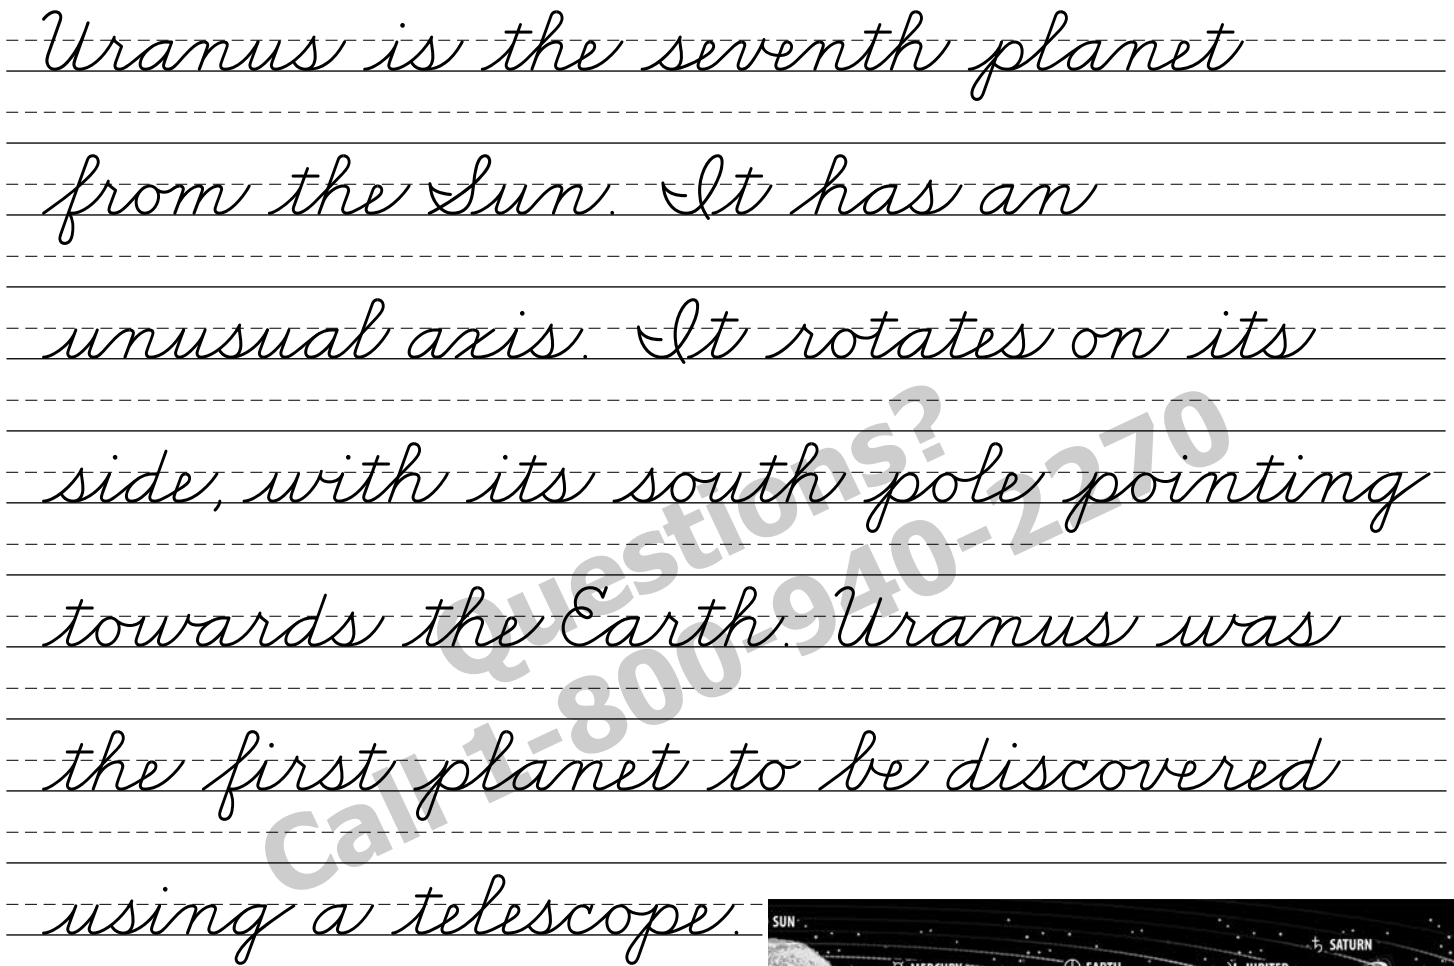 Uranus is the seventh planet
from the Sun. It has an
unusual axis. It rotates on its
side, with its south pole pointing
towards the Earth. Uranus was
the first planet to be discovered
using a telescope.
Questions?
Call 1-800-940-2270
SUN
SATURN
MERCURY EARTH JUPITER